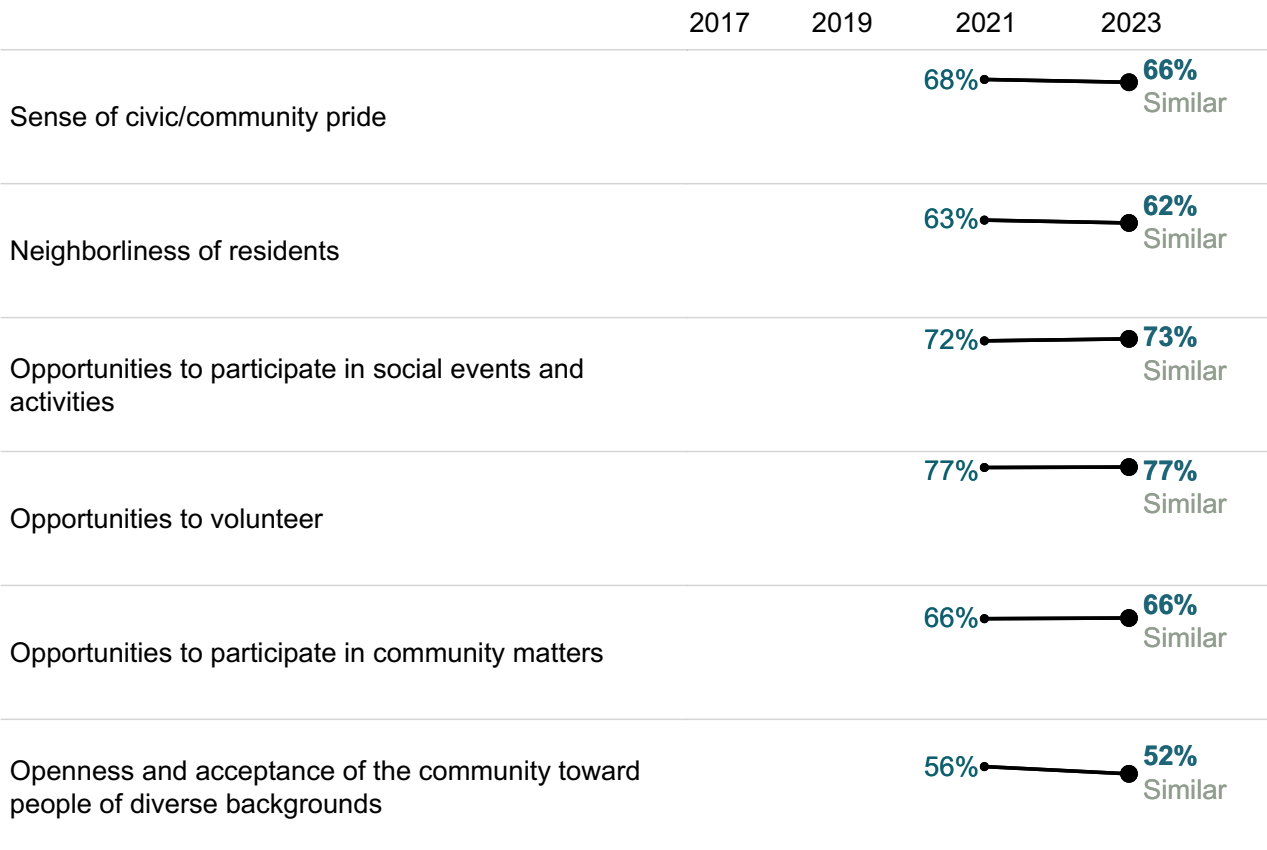 2017 2019 2021 2023
Sense of civic/community pride
68%
66%
Similar
Neighborliness of residents
63%
62%
Similar
Opportunities to participate in social events and
activities
72%
73%
Similar
Opportunities to volunteer
77%
77%
Similar
Opportunities to participate in community matters
66%
66%
Similar
Openness and acceptance of the community toward
people of diverse backgrounds
56%
52%
Similar